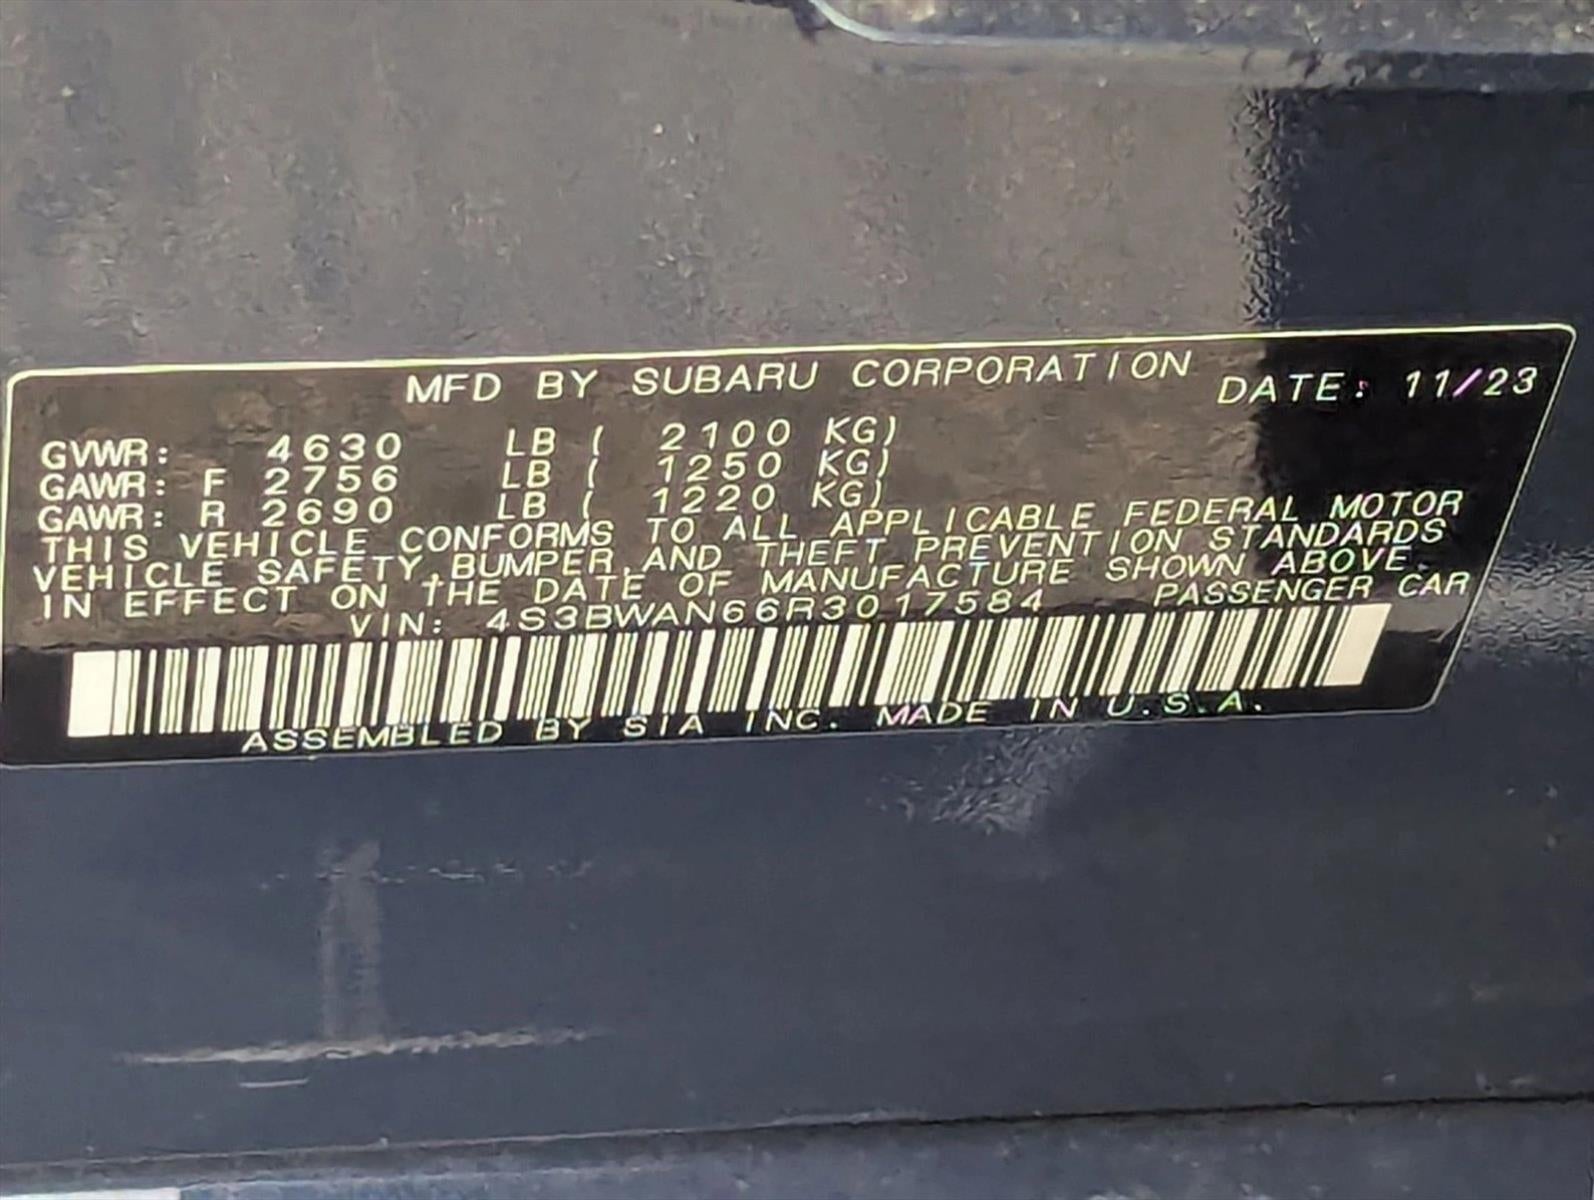 MFD BY SUBARU CORPORATION DATE: 11/23
GVWR: 4630 LB ( 2100 KG)
GAWR: F 2756 LB ( 1250 KG)
GAWR: R 2690 LB ( 1220 KG)
THIS VEHICLE CONFORMS TO ALL APPLICABLE FEDERAL MOTOR
VEHICLE SAFETY, BUMPER, AND THEFT PREVENTION STANDARDS
IN EFFECT ON THE DATE OF MANUFACTURE SHOWN ABOVE.
VIN: 4S3BWAN66R3017584 PASSENGER CAR
ASSEMBLED BY SIA INC. MADE IN U.S.A.